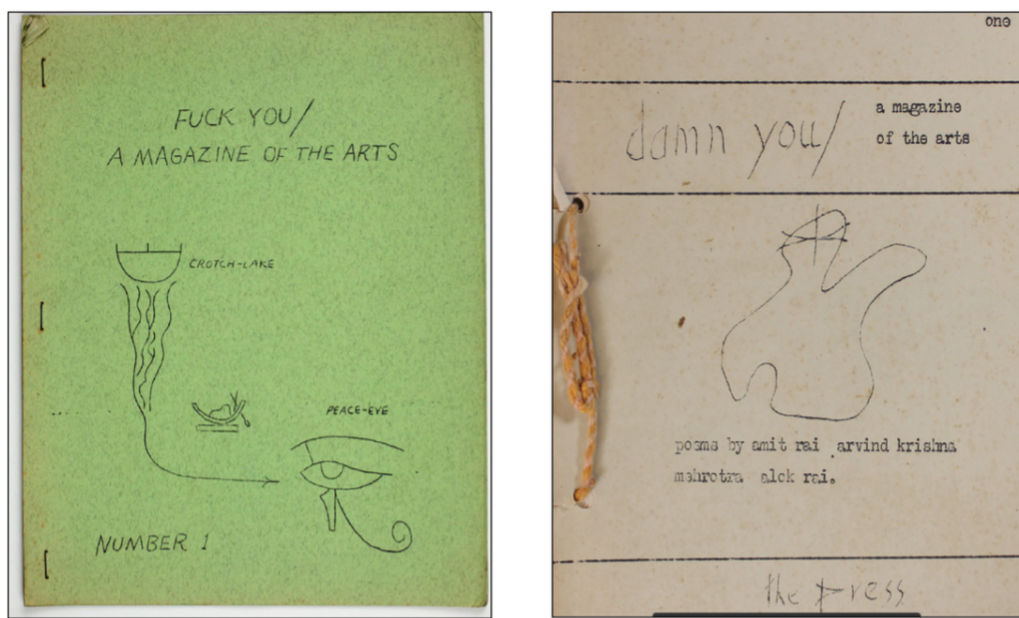 FUCK YOU/
A MAGAZINE OF THE ARTS
CROTCH-LAKE
PEACE-EYE
NUMBER 1
one
damn you/
a magazine
of the arts
poems by amit rai arvind krishna
mehrotra alok rai.
the press